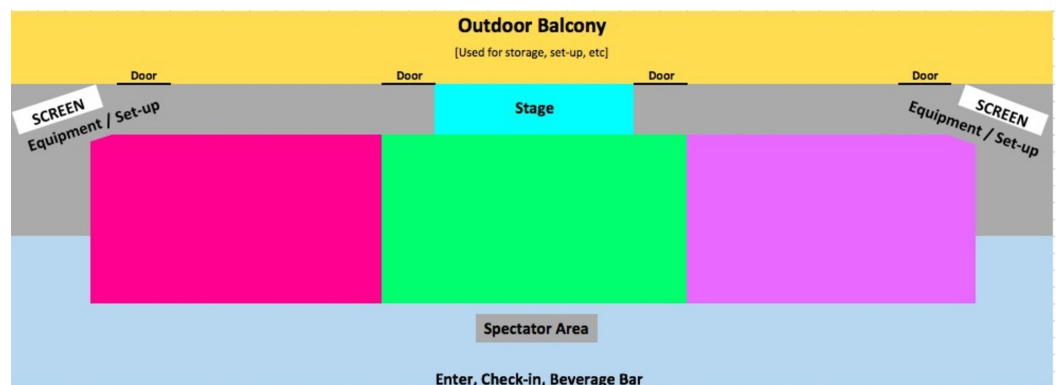 Outdoor Balcony
[Used for storage, set-up, etc]
Door
Door
Door
Door
SCREEN
Equipment / Set-up
Stage
SCREEN
Equipment / Set-up
Spectator Area
Enter, Check-in, Beverage Bar